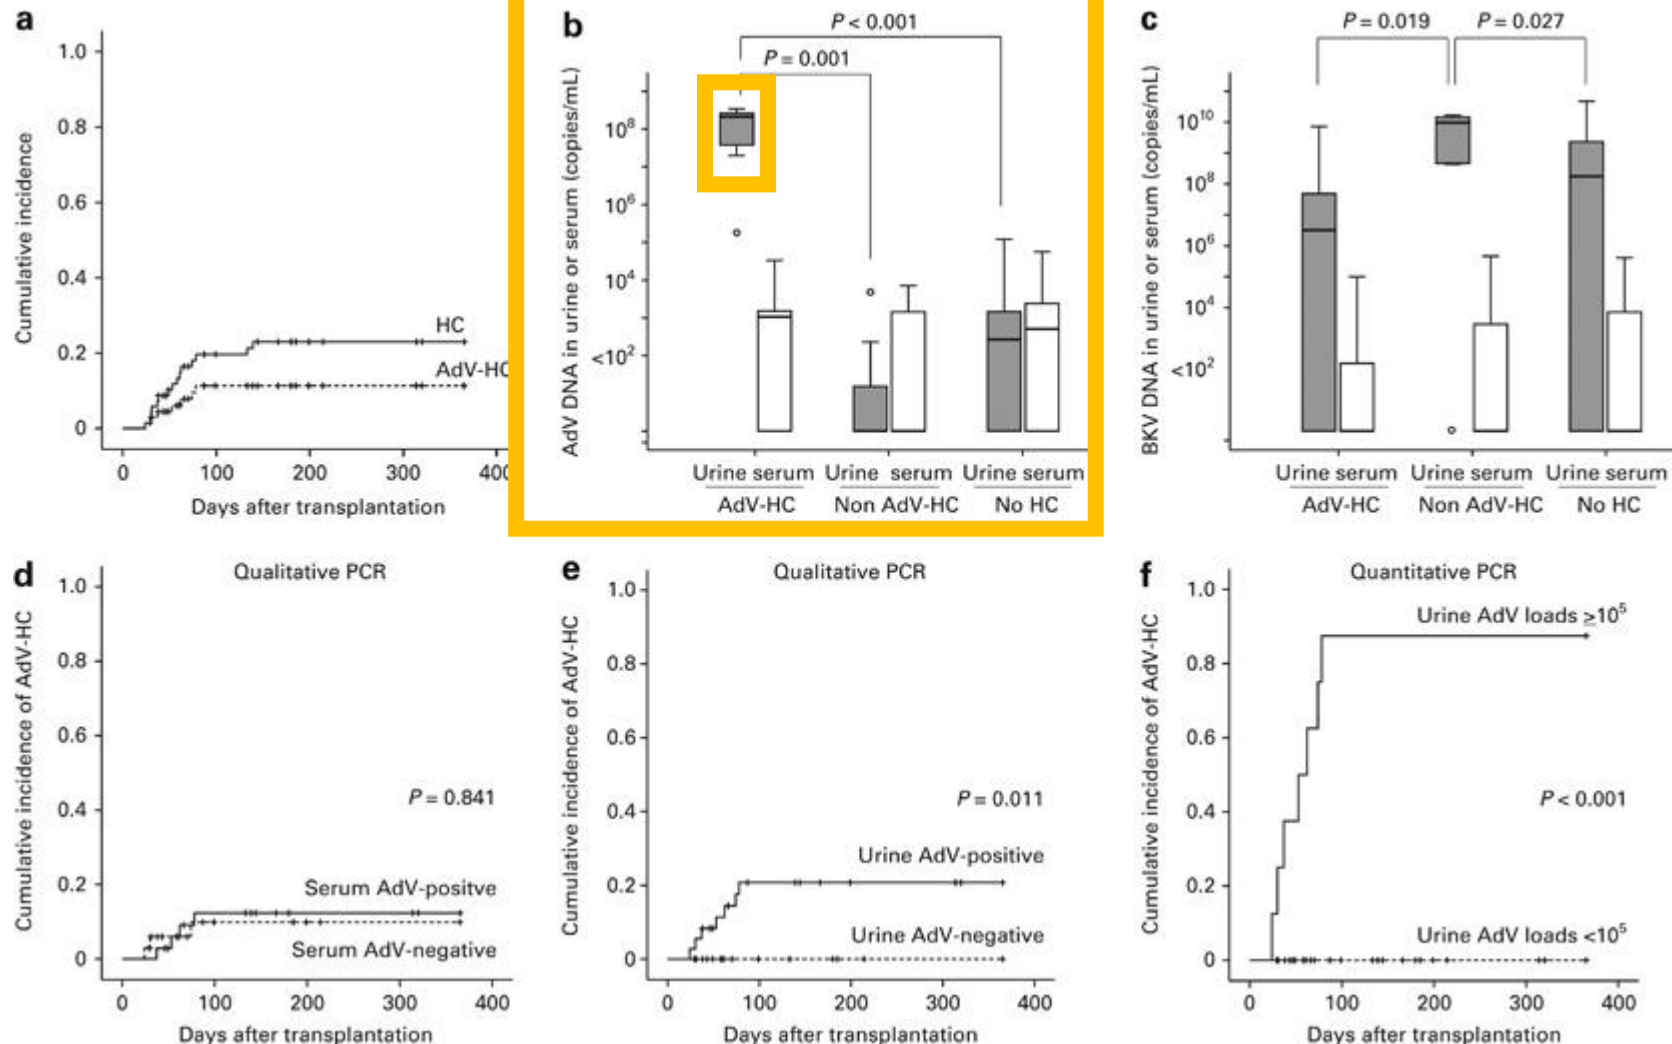 a
1.0
0.8
0.6
0.4
0.2
0
Cumulative incidence
HC
AdV-HC
0 100 200 300 400
Days after transplantation
b
P < 0.001
P = 0.001
AdV DNA in urine or serum (copies/mL)
10⁸
10⁶
10⁴
<10²
Urine serum Urine serum Urine serum
AdV-HC Non AdV-HC No HC
c
P = 0.019 P = 0.027
BKV DNA in urine or serum (copies/mL)
10¹⁰
10⁸
10⁶
10⁴
<10²
Urine serum Urine serum Urine serum
AdV-HC Non AdV-HC No HC
d
Qualitative PCR
1.0
0.8
0.6
0.4
0.2
0
Cumulative incidence of AdV-HC
P = 0.841
Serum AdV-positve
Serum AdV-negative
0 100 200 300 400
Days after transplantation
e
Qualitative PCR
1.0
0.8
0.6
0.4
0.2
0
Cumulative incidence of AdV-HC
P = 0.011
Urine AdV-positive
Urine AdV-negative
0 100 200 300 400
Days after transplantation
f
Quantitative PCR
1.0
0.8
0.6
0.4
0.2
0
Cumulative incidence of AdV-HC
Urine AdV loads ≥10⁵
P < 0.001
Urine AdV loads <10⁵
0 100 200 300 400
Days after transplantation